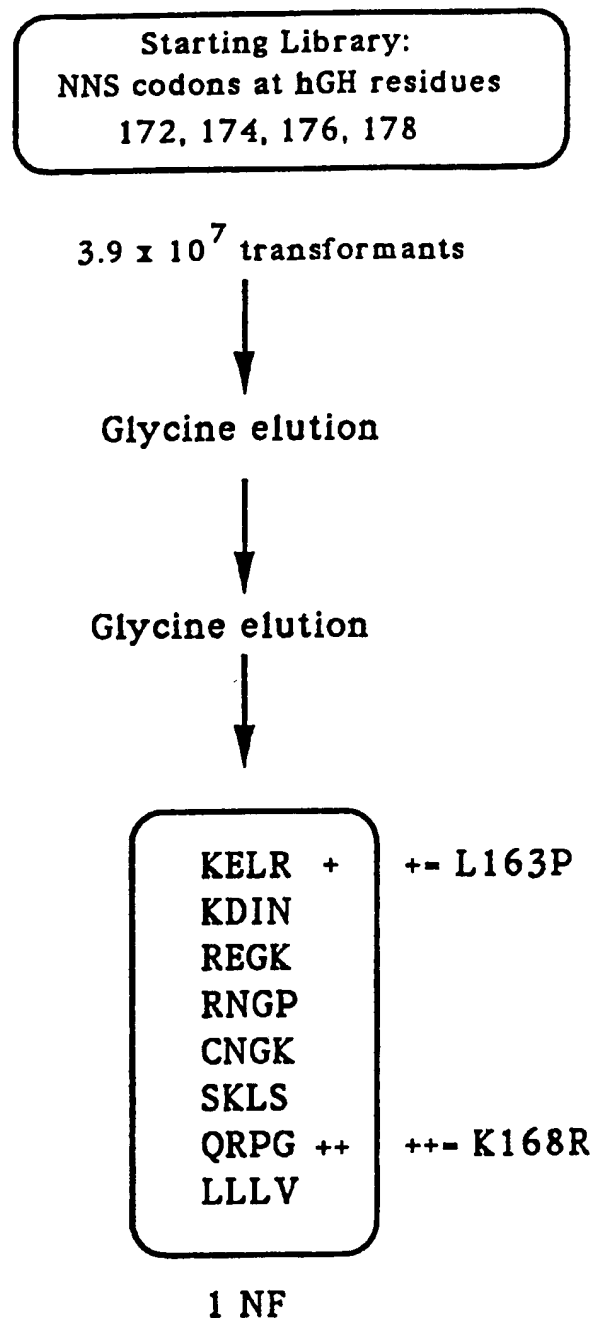 Starting Library:
NNS codons at hGH residues
172, 174, 176, 178
3.9 x 10^7 transformants
Glycine elution
Glycine elution
KELR + += L163P
KDIN
REGK
RNGP
CNGK
SKLS
QRPG ++ ++= K168R
LLLV
1 NF